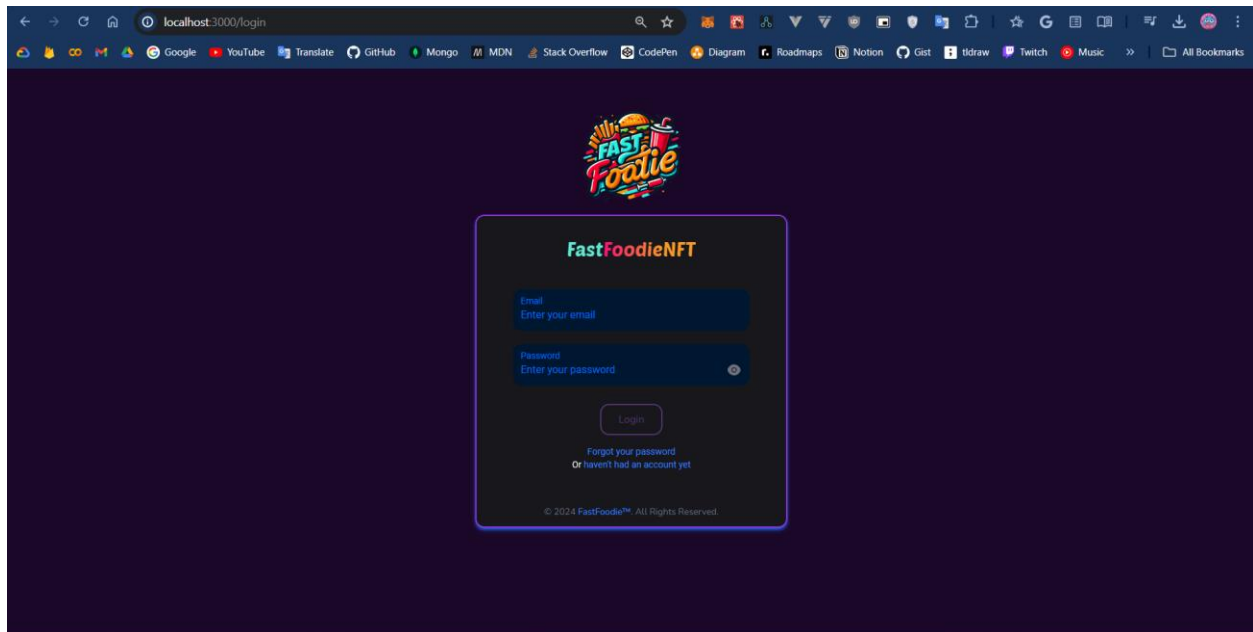 localhost:3000/login
Google YouTube Translate GitHub Mongo MDN Stack Overflow CodePen Diagram Roadmaps Notion Gist tldraw Twitch Music » All Bookmarks
FAST
Foodie
FastFoodieNFT
Email
Enter your email
Password
Enter your password
Login
Forgot your password
Or haven't had an account yet
© 2024 FastFoodie™. All Rights Reserved.